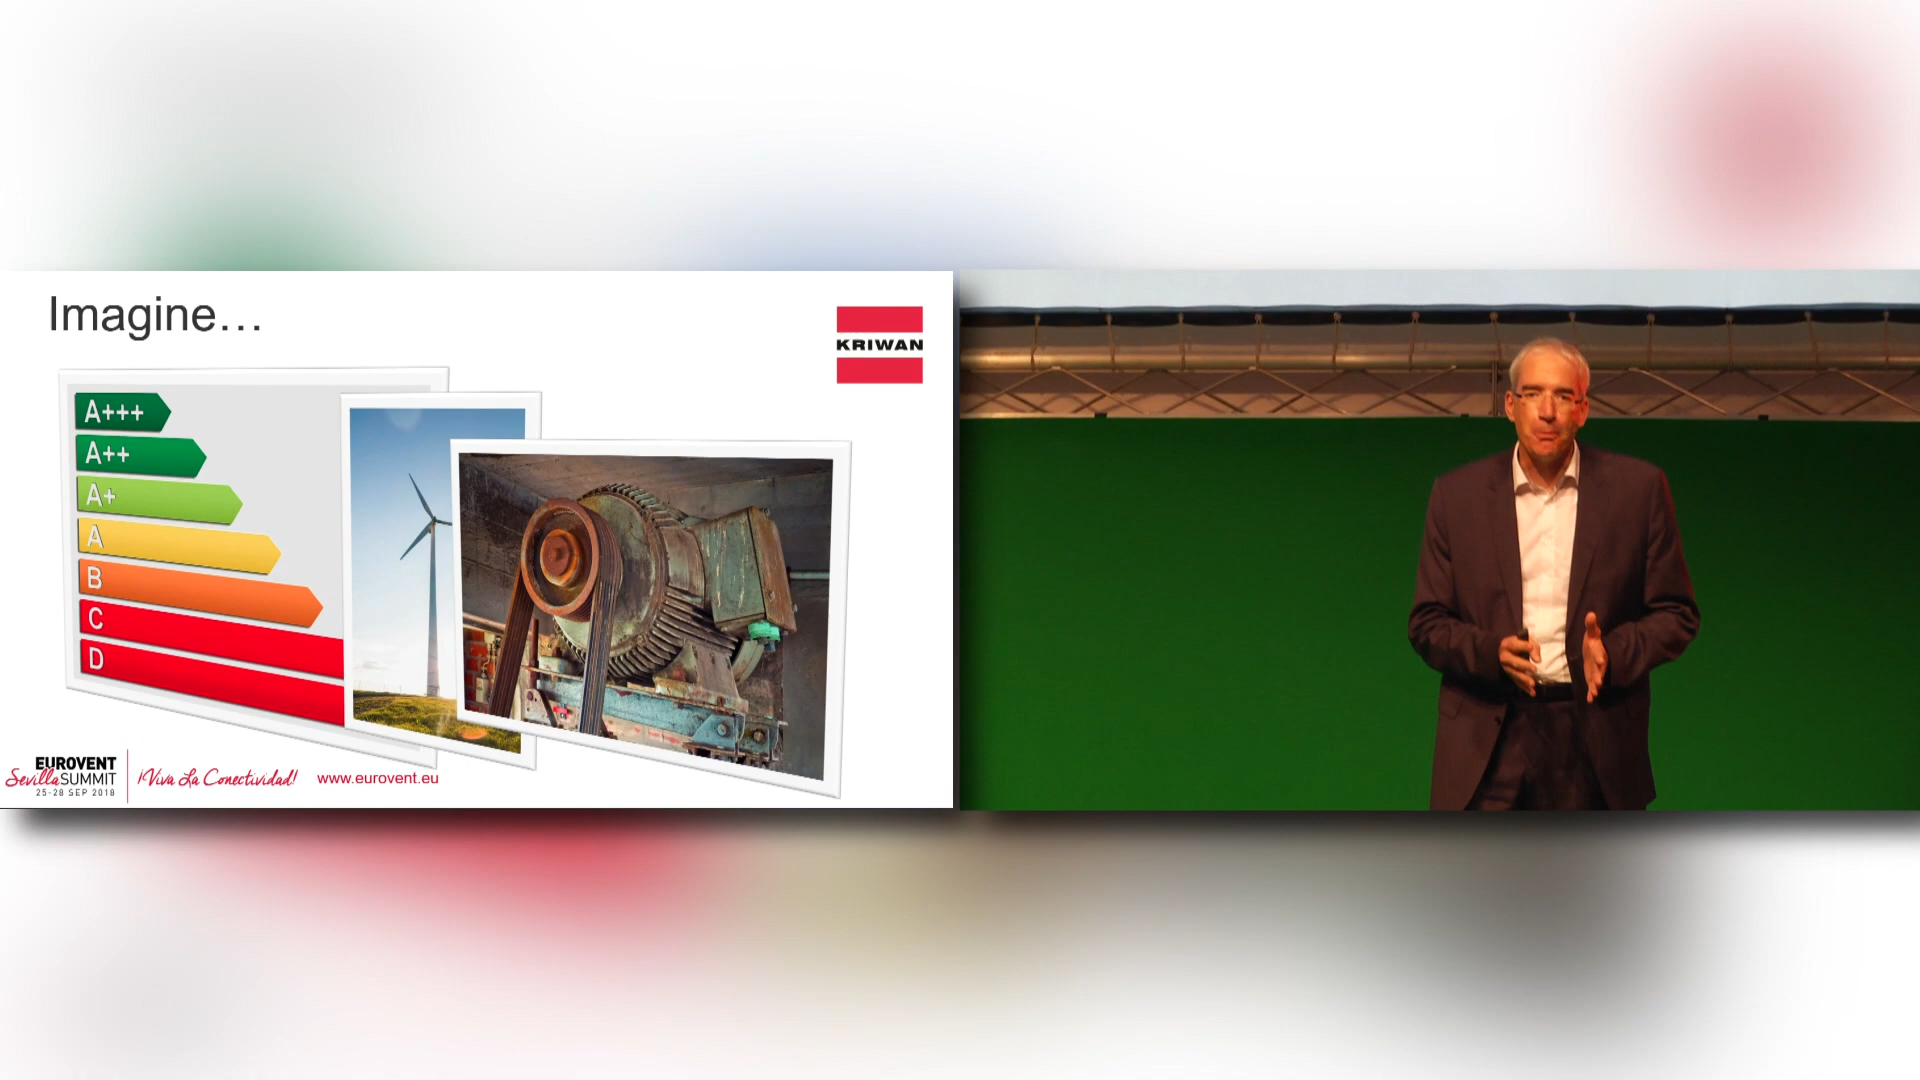 Imagine…
KRIWAN
A+++
A++
A+
A
B
C
D
EUROVENT
Sevilla SUMMIT
25-28 SEP 2018
¡Viva La Conectividad!
www.eurovent.eu